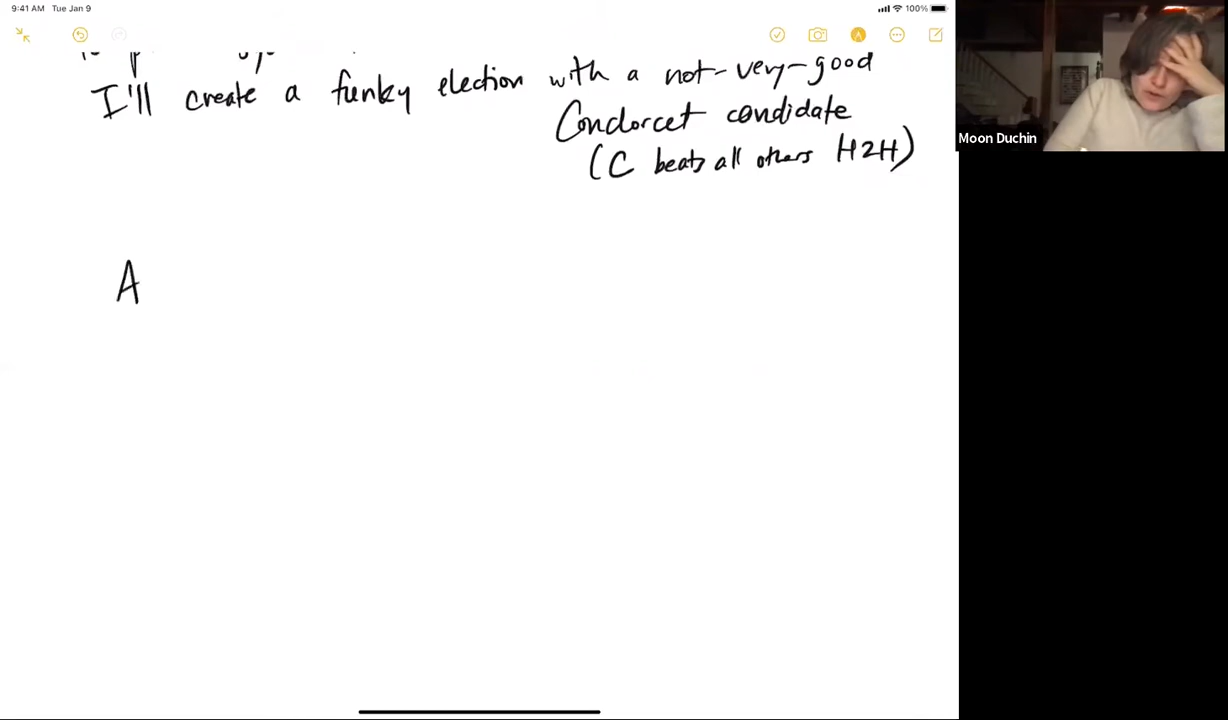 9:41 AM Tue Jan 9
100%
I'll create a funky election with a not-very-good
Condorcet candidate
(C beats all others H2H)
A
Moon Duchin